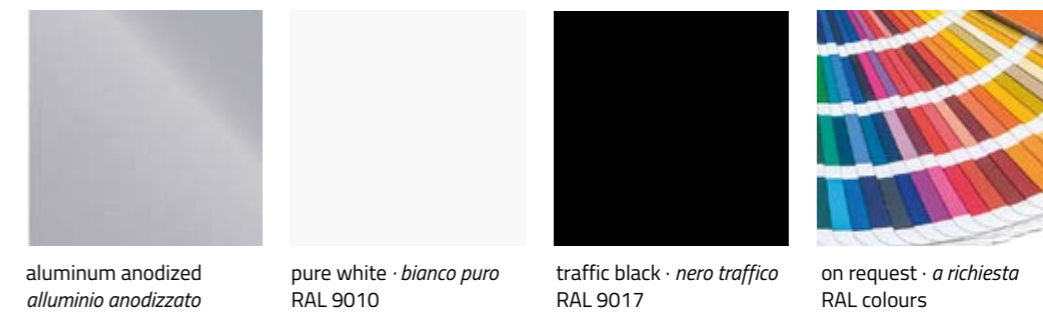 aluminum anodized
alluminio anodizzato
pure white · bianco puro
RAL 9010
traffic black · nero traffico
RAL 9017
on request · a richiesta
RAL colours